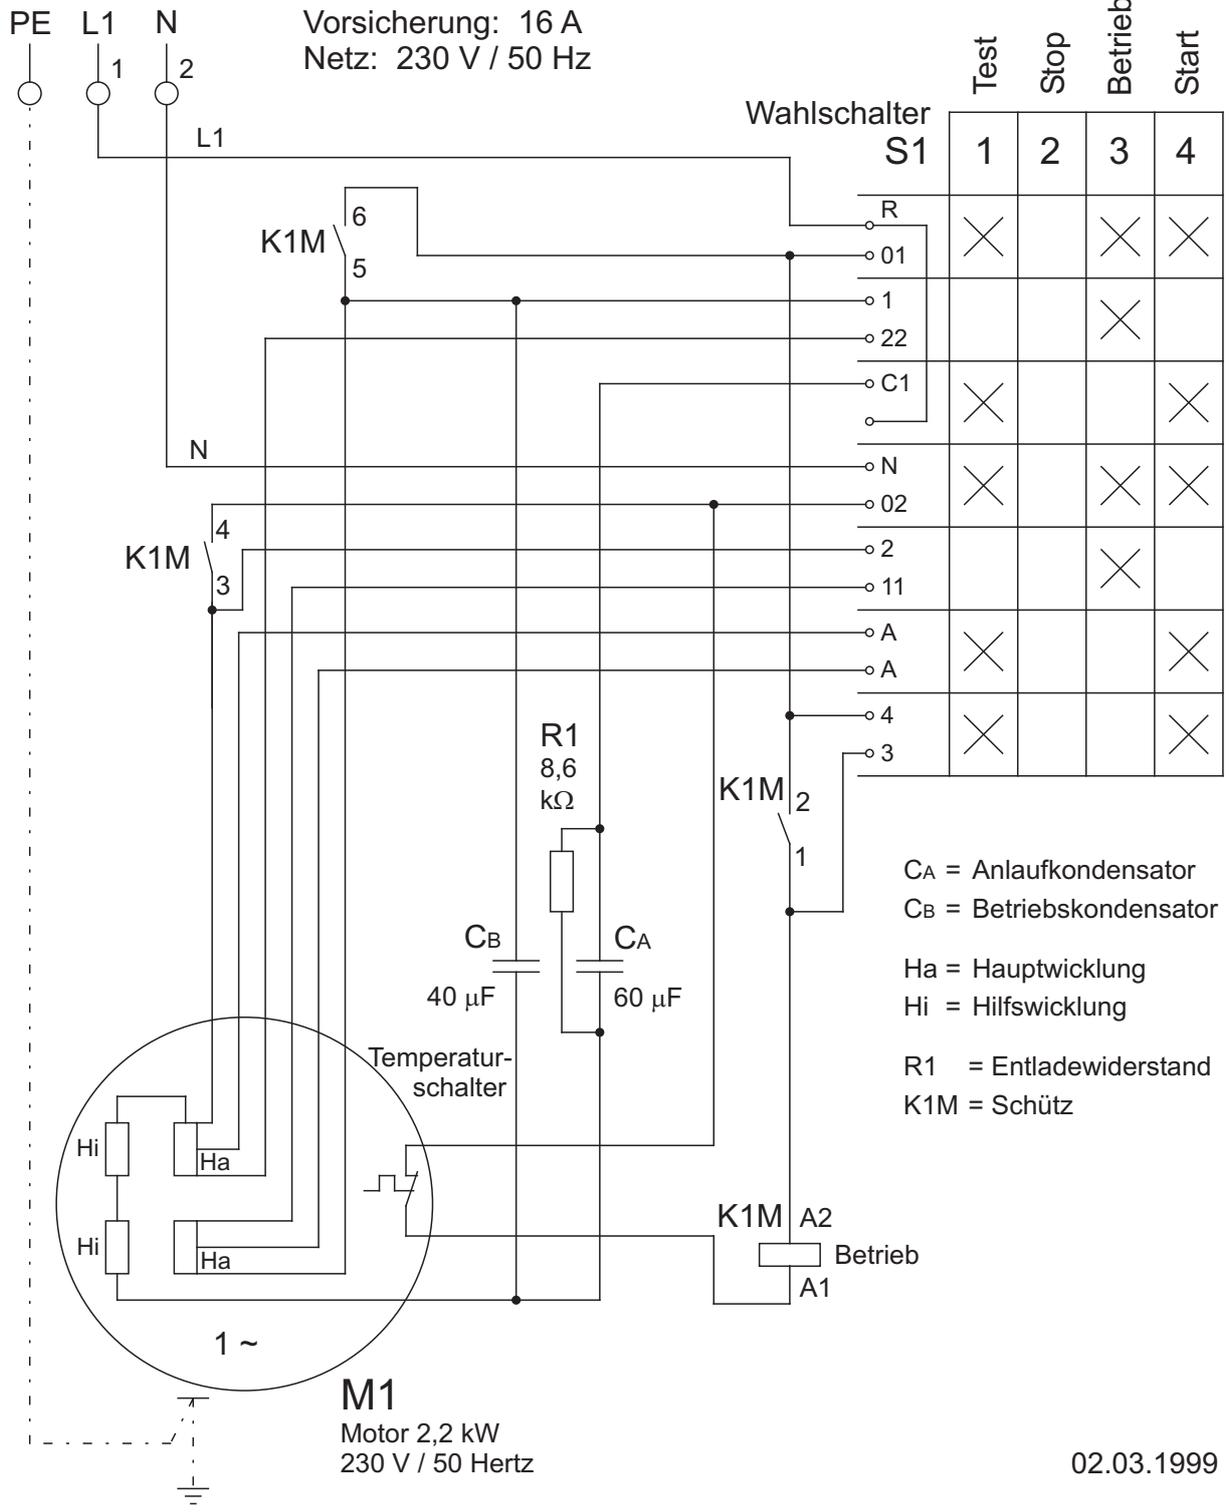 PE L1 N
Vorsicherung: 16 A
Netz: 230 V / 50 Hz
1 2
Test
Stop
Betrieb
Start
Wahlschalter
S1 1 2 3 4
L1
R
01
K1M 6
5
1
22
C1
N
N
02
K1M 4
3
2
11
A
A
4
3
R1
8,6
kΩ
K1M 2
1
CA = Anlaufkondensator
CB = Betriebskondensator
Ha = Hauptwicklung
Hi = Hilfswicklung
R1 = Entladewiderstand
K1M = Schütz
CB
40 µF
CA
60 µF
Temperatur-
schalter
Hi
Ha
Hi
Ha
K1M A2
Betrieb
A1
1 ~
M1
Motor 2,2 kW
230 V / 50 Hertz
02.03.1999